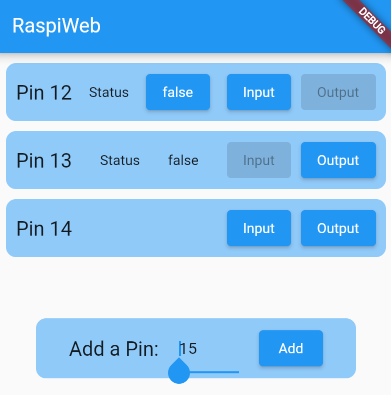 RaspiWeb
DEBUG
Pin 12 Status false Input Output
Pin 13 Status false Input Output
Pin 14 Input Output
Add a Pin: 15 Add